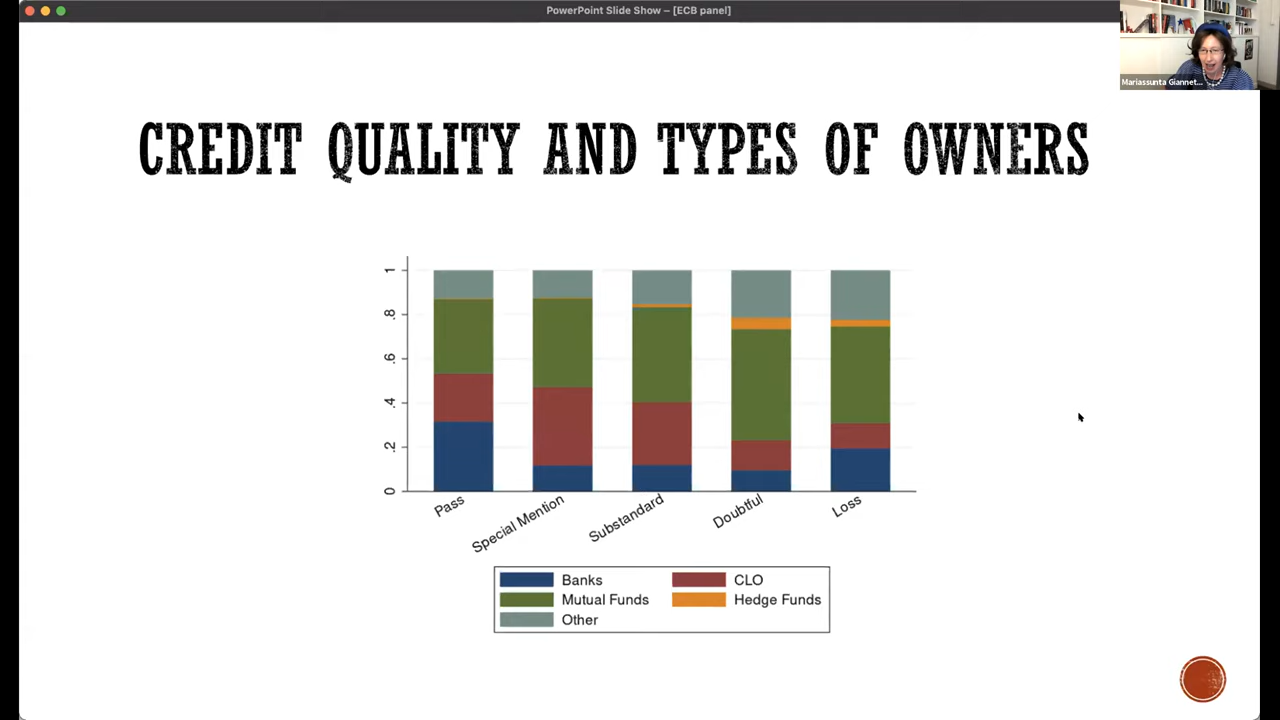 PowerPoint Slide Show – [ECB panel]
Mariassunta Giannet...
CREDIT QUALITY AND TYPES OF OWNERS
1
.8
.6
.4
.2
0
Pass
Special Mention
Substandard
Doubtful
Loss
Banks
CLO
Mutual Funds
Hedge Funds
Other